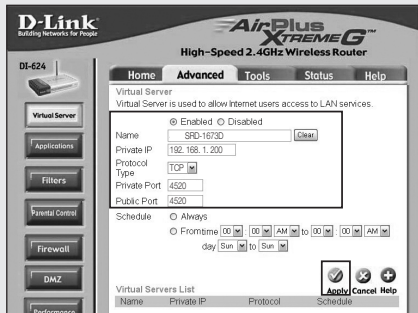 D-Link
Building Networks for People
AirPlus
XTREME G™
High-Speed 2.4GHz Wireless Router
DI-624
Home Advanced Tools Status Help
Virtual Server
Applications
Filters
Parental Control
Firewall
DMZ
Performance
Virtual Server
Virtual Server is used to allow Internet users access to LAN services.
Enabled Disabled
Name SRD-1673D Clear
Private IP 192. 168. 1. 200
Protocol
Type TCP
Private Port 4520
Public Port 4520
Schedule Always
Fromtime 00 : 00 AM to 00 : 00 AM
day Sun to Sun
Apply Cancel Help
Virtual Servers List
Name Private IP Protocol Schedule